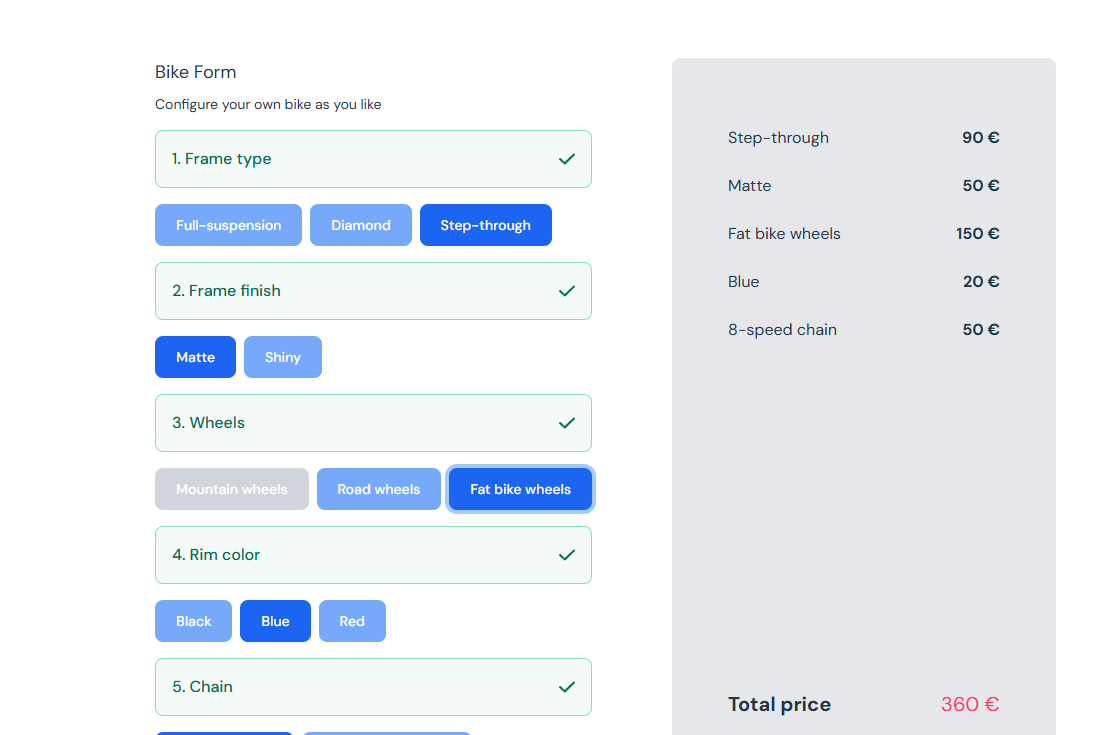 Bike Form
Configure your own bike as you like
1. Frame type
Full-suspension Diamond Step-through
2. Frame finish
Matte Shiny
3. Wheels
Mountain wheels Road wheels Fat bike wheels
4. Rim color
Black Blue Red
5. Chain
Step-through 90 €
Matte 50 €
Fat bike wheels 150 €
Blue 20 €
8-speed chain 50 €
Total price 360 €